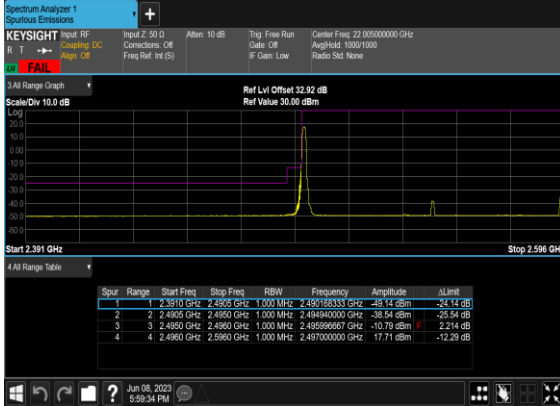 Spectrum Analyzer 1
Spurious Emissions
KEYSIGHT Input: RF Input Z: 50 Ω Atten: 10 dB Trig: Free Run Center Freq: 22.005000000 GHz
R T Coupling: DC Corrections: Off Gate: Off Avg|Hold: 1000/1000
Align: Off Freq Ref: Int (S) IF Gain: Low Radio Std: None
LXI FAIL
3 All Range Graph
Ref Lvl Offset 32.92 dB
Scale/Div 10.0 dB Ref Value 30.00 dBm
Log
20.0
10.0
0.00
-10.0
-20.0
-30.0
-40.0
-50.0
-60.0
Start 2.391 GHz Stop 2.596 GH
4 All Range Table
Spur Range Start Freq Stop Freq RBW Frequency Amplitude ΔLimit
1 1 2.3910 GHz 2.4905 GHz 1.000 MHz 2.490168333 GHz -49.14 dBm -24.14 dB
2 2 2.4905 GHz 2.4950 GHz 1.000 MHz 2.494940000 GHz -38.54 dBm -25.54 dB
3 3 2.4950 GHz 2.4960 GHz 1.000 MHz 2.495996667 GHz -10.79 dBm F 2.214 dB
4 4 2.4960 GHz 2.5960 GHz 1.000 MHz 2.497000000 GHz 17.71 dBm -12.29 dB
? Jun 08, 2023
5:59:34 PM